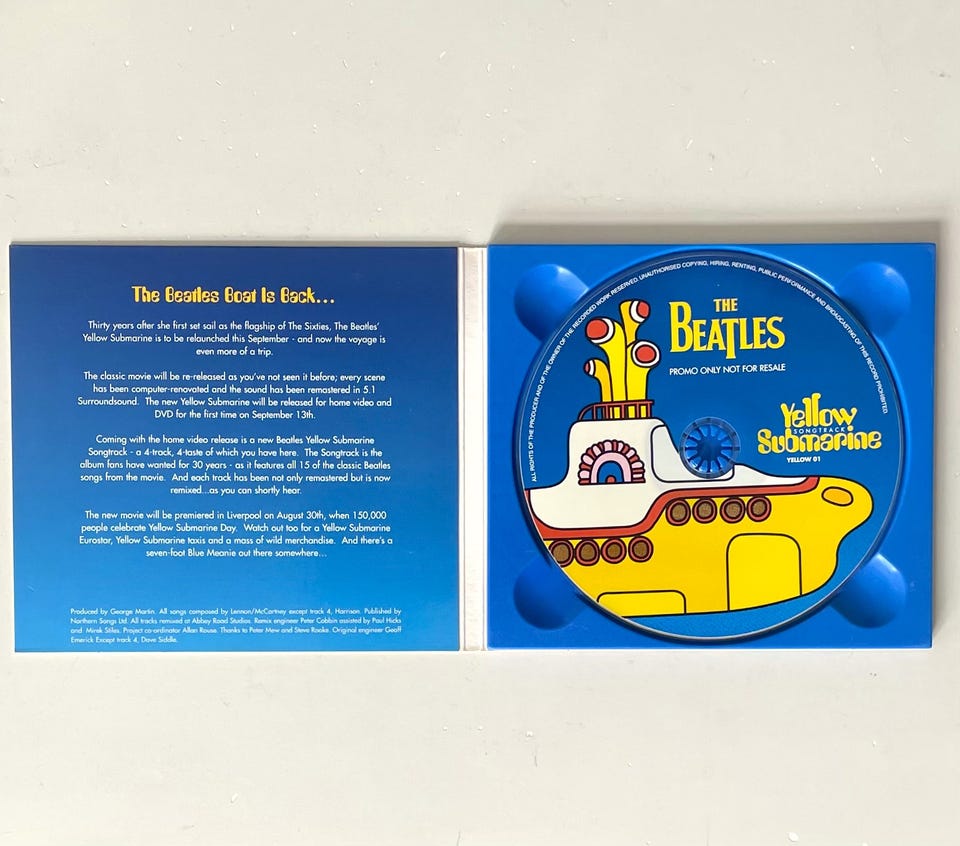 The Beatles Boat Is Back...
Thirty years after she first set sail as the flagship of The Sixties, The Beatles'
Yellow Submarine is to be relaunched this September - and now the voyage is
even more of a trip.
The classic movie will be re-released as you've not seen it before; every scene
has been computer-renovated and the sound has been remastered in 5.1
Surroundsound. The new Yellow Submarine will be released for home video and
DVD for the first time on September 13th.
Coming with the home video release is a new Beatles Yellow Submarine
Songtrack - a 4-track, 4-taste of which you have here. The Songtrack is the
album fans have wanted for 30 years - as it features all 15 of the classic Beatles
songs from the movie. And each track has been not only remastered but is now
remixed...as you can shortly hear.
The new movie will be premiered in Liverpool on August 30th, when 150,000
people celebrate Yellow Submarine Day. Watch out too for a Yellow Submarine
Eurostar, Yellow Submarine taxis and a mass of wild merchandise. And there's a
seven-foot Blue Meanie out there somewhere...
Produced by George Martin. All songs composed by Lennon/McCartney except track 4, Harrison. Published by
Northern Songs Ltd. All tracks remixed at Abbey Road Studios. Remix engineer Peter Cobbin assisted by Paul Hicks
and Mirek Stiles. Project co-ordinator Allan Rouse. Thanks to Peter Mew and Steve Rooke. Original engineer Geoff
Emerick Except track 4, Dave Siddle.
ALL RIGHTS OF THE PRODUCER AND OF THE OWNER OF THE RECORDED WORK RESERVED. UNAUTHORISED COPYING, HIRING, RENTING, PUBLIC PERFORMANCE AND BROADCASTING OF THIS RECORD PROHIBITED.
THE
BEATLES
PROMO ONLY NOT FOR RESALE
Yellow
SONGTRACK
Submarine
YELLOW 01